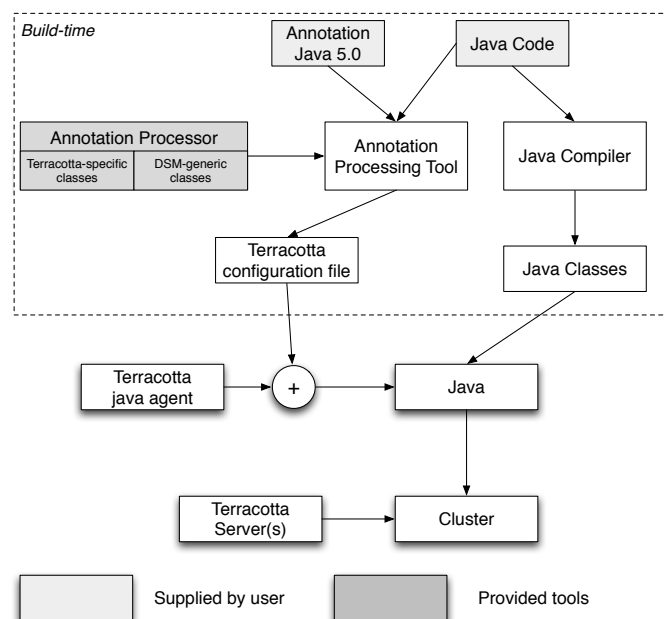 Build-time
Annotation
Java 5.0
Java Code
Annotation Processor
Terracotta-specific
classes
DSM-generic
classes
Annotation
Processing Tool
Java Compiler
Terracotta
configuration file
Java Classes
Terracotta
java agent
+
Java
Terracotta
Server(s)
Cluster
Supplied by user
Provided tools